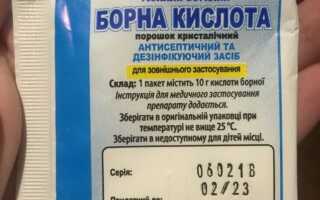 БОРНА КИСЛОТА
порошок кристалічний
АНТИСЕПТИЧНИЙ ТА
ДЕЗІНФІКУЮЧИЙ ЗАСІБ
для зовнішнього застосування
Склад: 1 пакет містить 10 г кислоти борної
Інструкція для медичного застосування
препарату додається.
Зберігати в оригінальній упаковці при
температурі не вище 25 °С.
Зберігати в недоступному для дітей місці.
Серія:
060218
02/23